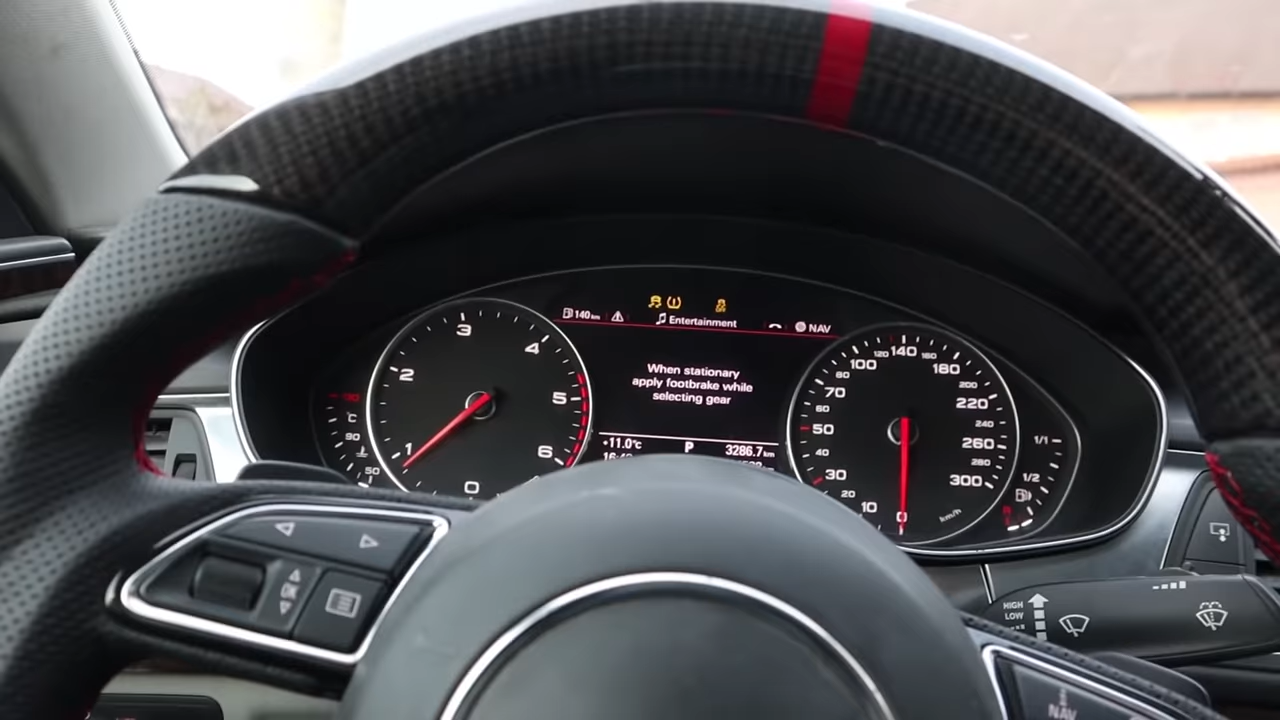 140 km
Entertainment
NAV
When stationary
apply footbrake while
selecting gear
+11.0°C P 3286.7 km
0 1 2 3 4 5 6
°C
90
50
0 10 20 30 40 50 60 70 80 100 120 140 160 180 200 220 240 260 280 300
km/h
1/1
1/2
OK
HIGH
LOW
NAV